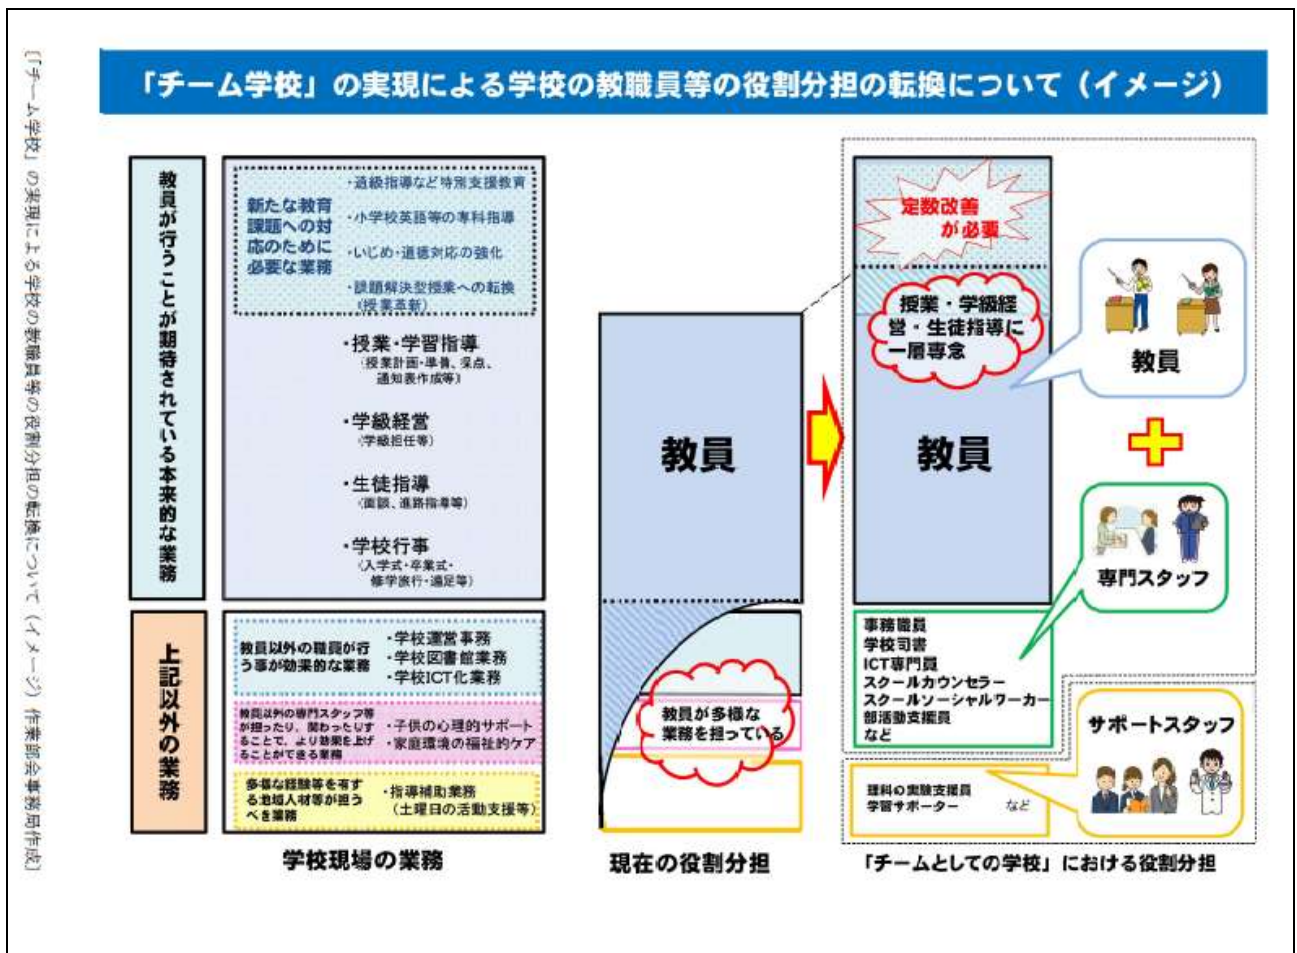 「チーム学校」の実現による学校の教職員等の役割分担の転換について（イメージ）
〔「チーム学校」の実現による学校の教職員等の役割分担の転換について（イメージ）作業部会事務局作成〕
教員が行うことが期待されている本来的な業務
新たな教育
課題への対
応のために
必要な業務
・通級指導など特別支援教育
・小学校英語等の専科指導
・いじめ・道徳対応の強化
・課題解決型授業への転換
（授業革新）
・授業・学習指導
（授業計画・準備、採点、
通知表作成等）
・学級経営
（学級担任等）
・生徒指導
（面談、進路指導等）
・学校行事
（入学式・卒業式・
修学旅行・遠足等）
上記以外の業務
教員以外の職員が行
う事が効果的な業務
・学校運営事務
・学校図書館業務
・学校ICT化業務
教員以外の専門スタッフ等
が担ったり、関わったりす
ることで、より効果を上げ
ることができる業務
・子供の心理的サポート
・家庭環境の福祉的ケア
多様な経験等を有す
る地域人材等が担う
べき業務
・指導補助業務
（土曜日の活動支援等）
学校現場の業務
教員
教員が多様な
業務を担っている
現在の役割分担
定数改善
が必要
授業・学級経
営・生徒指導に
一層専念
教員
教員
専門スタッフ
事務職員
学校司書
ICT専門員
スクールカウンセラー
スクールソーシャルワーカー
部活動支援員
など
サポートスタッフ
理科の実験支援員
学習サポーター など
「チームとしての学校」における役割分担